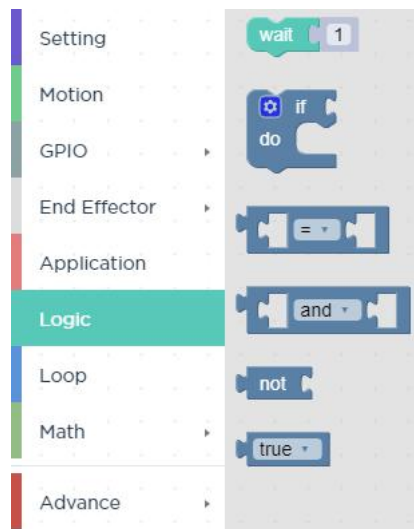 Setting
Motion
GPIO
End Effector
Application
Logic
Loop
Math
Advance
wait 1
if
do
=
and
not
true